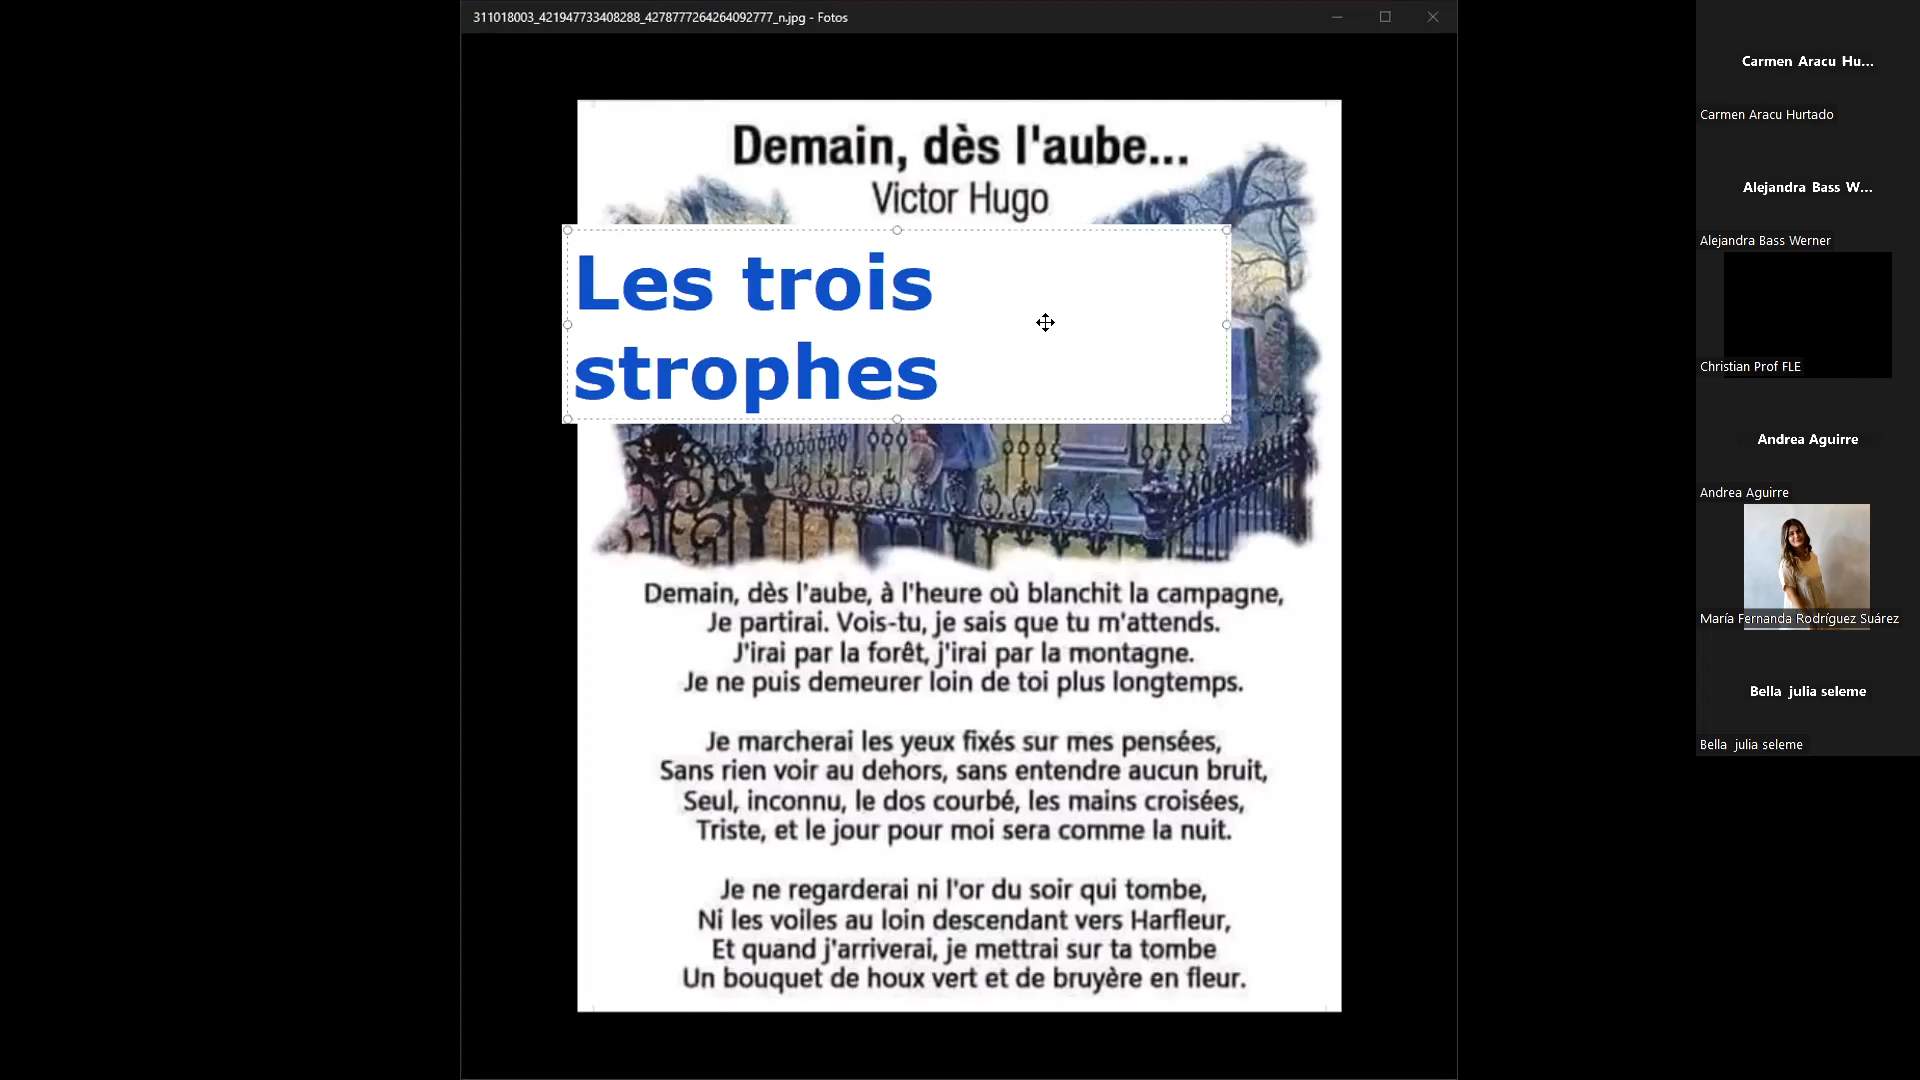 311018003_421947733408288_4278777264264092777_n.jpg - Fotos
Demain, dès l'aube...
Victor Hugo
Les trois
strophes
Demain, dès l'aube, à l'heure où blanchit la campagne,
Je partirai. Vois-tu, je sais que tu m'attends.
J'irai par la forêt, j'irai par la montagne.
Je ne puis demeurer loin de toi plus longtemps.
Je marcherai les yeux fixés sur mes pensées,
Sans rien voir au dehors, sans entendre aucun bruit,
Seul, inconnu, le dos courbé, les mains croisées,
Triste, et le jour pour moi sera comme la nuit.
Je ne regarderai ni l'or du soir qui tombe,
Ni les voiles au loin descendant vers Harfleur,
Et quand j'arriverai, je mettrai sur ta tombe
Un bouquet de houx vert et de bruyère en fleur.
Carmen Aracu Hu...
Carmen Aracu Hurtado
Alejandra Bass W...
Alejandra Bass Werner
Christian Prof FLE
Andrea Aguirre
Andrea Aguirre
María Fernanda Rodríguez Suárez
Bella julia seleme
Bella julia seleme